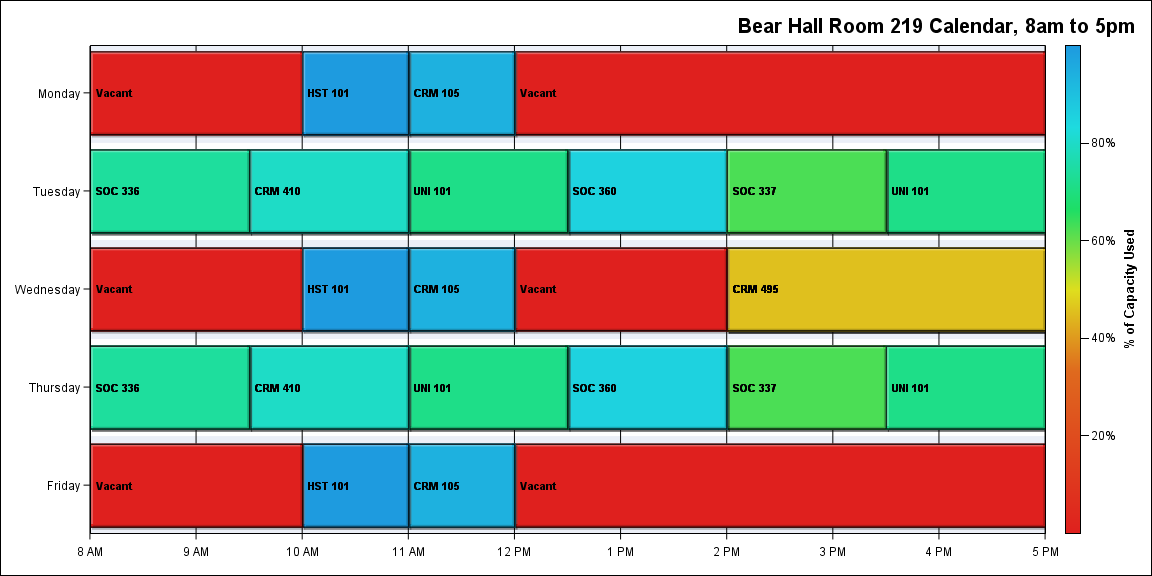 Bear Hall Room 219 Calendar, 8am to 5pm
Monday
Vacant
HST 101
CRM 105
Vacant
Tuesday
SOC 336
CRM 410
UNI 101
SOC 360
SOC 337
UNI 101
Wednesday
Vacant
HST 101
CRM 105
Vacant
CRM 495
Thursday
SOC 336
CRM 410
UNI 101
SOC 360
SOC 337
UNI 101
Friday
Vacant
HST 101
CRM 105
Vacant
8 AM
9 AM
10 AM
11 AM
12 PM
1 PM
2 PM
3 PM
4 PM
5 PM
80%
60%
40%
20%
% of Capacity Used